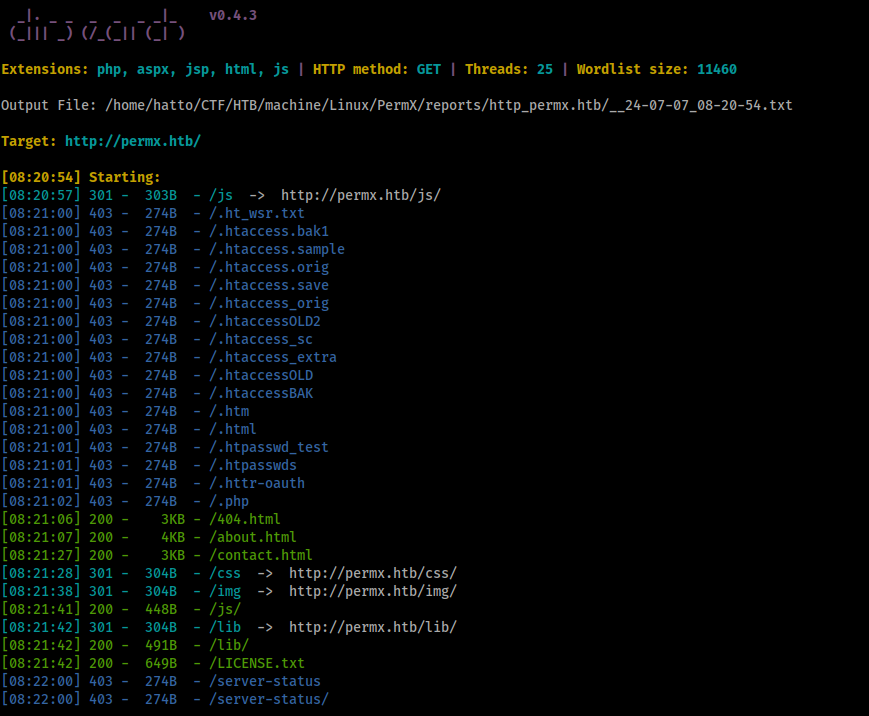 _|. _ _  _  _  _ _|_    v0.4.3
 (_||| _) (/_(_|| (_| )
Extensions: php, aspx, jsp, html, js | HTTP method: GET | Threads: 25 | Wordlist size: 11460
Output File: /home/hatto/CTF/HTB/machine/Linux/PermX/reports/http_permx.htb/__24-07-07_08-20-54.txt
Target: http://permx.htb/
[08:20:54] Starting:
[08:20:57] 301 -  303B  - /js  ->  http://permx.htb/js/
[08:21:00] 403 -  274B  - /.ht_wsr.txt
[08:21:00] 403 -  274B  - /.htaccess.bak1
[08:21:00] 403 -  274B  - /.htaccess.sample
[08:21:00] 403 -  274B  - /.htaccess.orig
[08:21:00] 403 -  274B  - /.htaccess.save
[08:21:00] 403 -  274B  - /.htaccess_orig
[08:21:00] 403 -  274B  - /.htaccessOLD2
[08:21:00] 403 -  274B  - /.htaccess_sc
[08:21:00] 403 -  274B  - /.htaccess_extra
[08:21:00] 403 -  274B  - /.htaccessOLD
[08:21:00] 403 -  274B  - /.htaccessBAK
[08:21:00] 403 -  274B  - /.htm
[08:21:00] 403 -  274B  - /.html
[08:21:01] 403 -  274B  - /.htpasswd_test
[08:21:01] 403 -  274B  - /.htpasswds
[08:21:01] 403 -  274B  - /.httr-oauth
[08:21:02] 403 -  274B  - /.php
[08:21:06] 200 -    3KB - /404.html
[08:21:07] 200 -    4KB - /about.html
[08:21:27] 200 -    3KB - /contact.html
[08:21:28] 301 -  304B  - /css  ->  http://permx.htb/css/
[08:21:38] 301 -  304B  - /img  ->  http://permx.htb/img/
[08:21:41] 200 -  448B  - /js/
[08:21:42] 301 -  304B  - /lib  ->  http://permx.htb/lib/
[08:21:42] 200 -  491B  - /lib/
[08:21:42] 200 -  649B  - /LICENSE.txt
[08:22:00] 403 -  274B  - /server-status
[08:22:00] 403 -  274B  - /server-status/